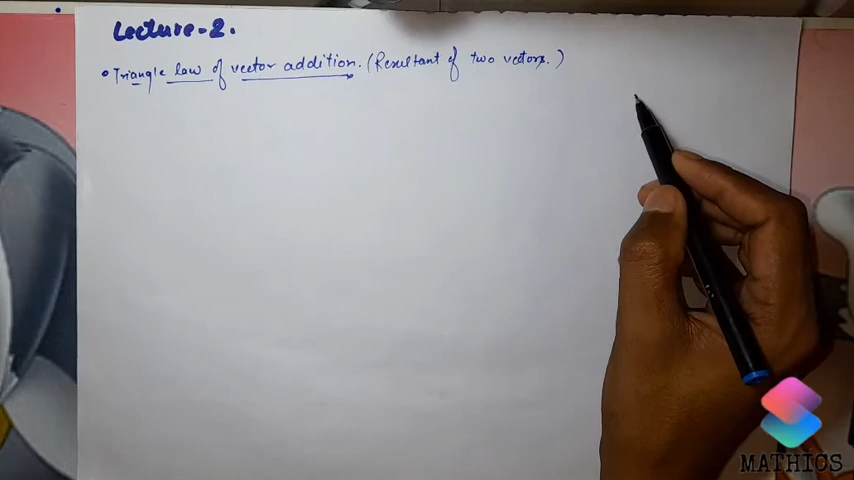 Lecture-2.
• Triangle law of vector addition. (Resultant of two vectors.)
MATHICS